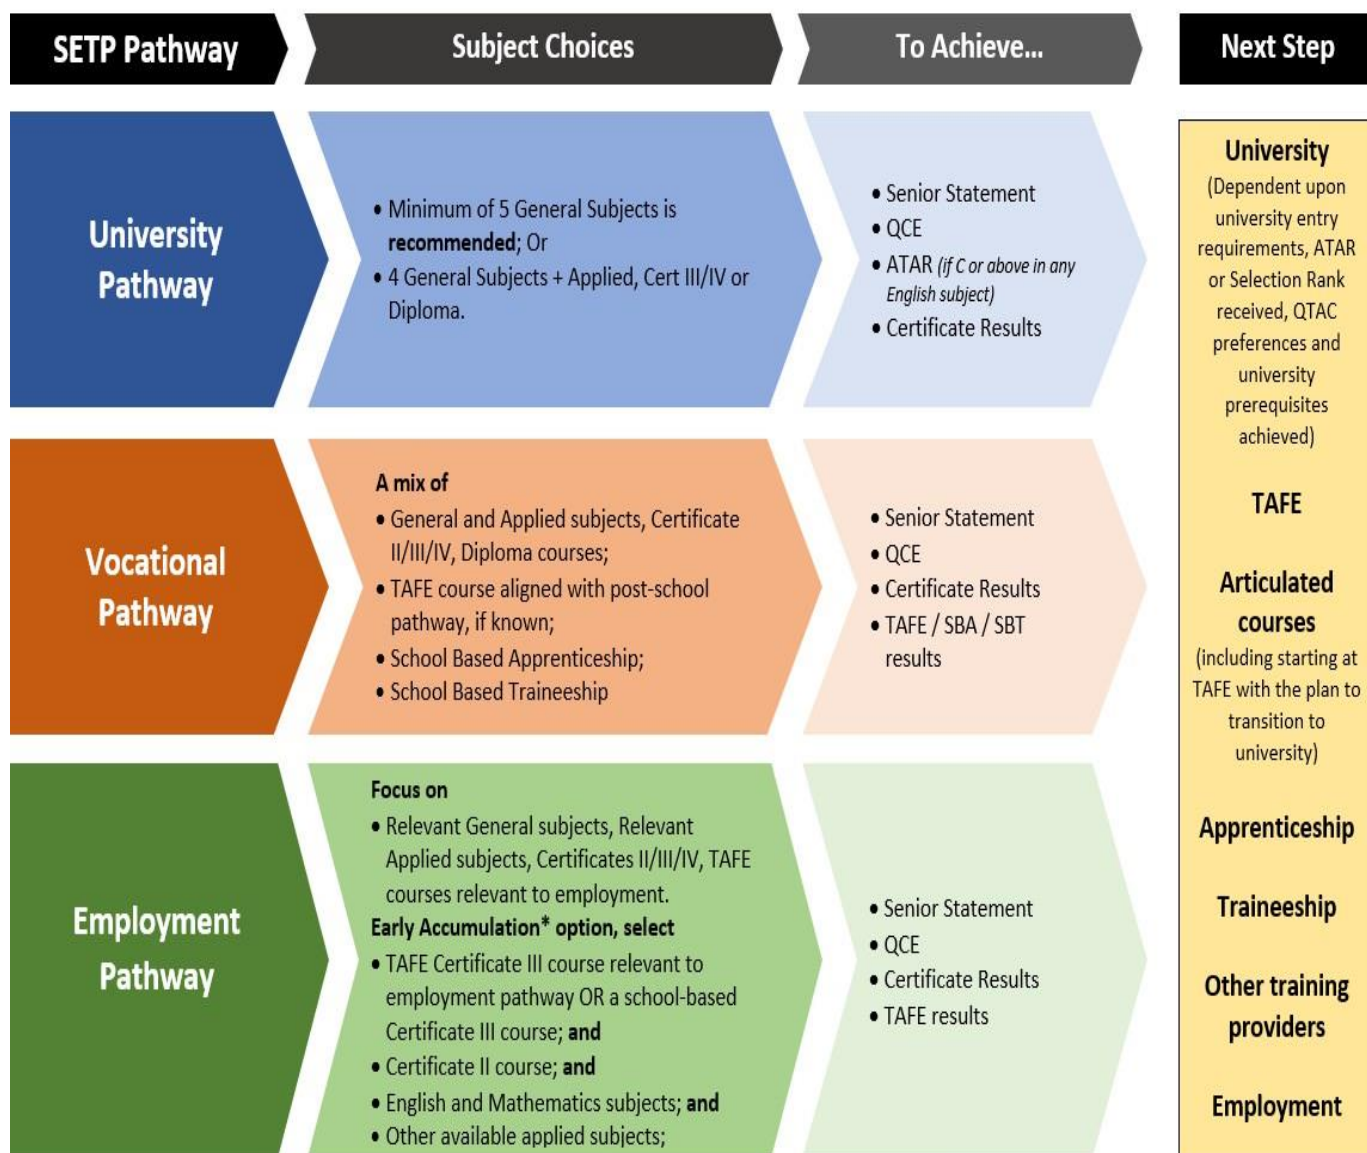 SETP Pathway
Subject Choices
To Achieve...
Next Step
University
Pathway
• Minimum of 5 General Subjects is
recommended; Or
• 4 General Subjects + Applied, Cert III/IV or
Diploma.
• Senior Statement
• QCE
• ATAR (if C or above in any
English subject)
• Certificate Results
Vocational
Pathway
A mix of
• General and Applied subjects, Certificate
II/III/IV, Diploma courses;
• TAFE course aligned with post-school
pathway, if known;
• School Based Apprenticeship;
• School Based Traineeship
• Senior Statement
• QCE
• Certificate Results
• TAFE / SBA / SBT
results
Employment
Pathway
Focus on
• Relevant General subjects, Relevant
Applied subjects, Certificates II/III/IV, TAFE
courses relevant to employment.
Early Accumulation* option, select
• TAFE Certificate III course relevant to
employment pathway OR a school-based
Certificate III course; and
• Certificate II course; and
• English and Mathematics subjects; and
• Other available applied subjects;
• Senior Statement
• QCE
• Certificate Results
• TAFE results
University
(Dependent upon
university entry
requirements, ATAR
or Selection Rank
received, QTAC
preferences and
university
prerequisites
achieved)
TAFE
Articulated
courses
(including starting at
TAFE with the plan to
transition to
university)
Apprenticeship
Traineeship
Other training
providers
Employment